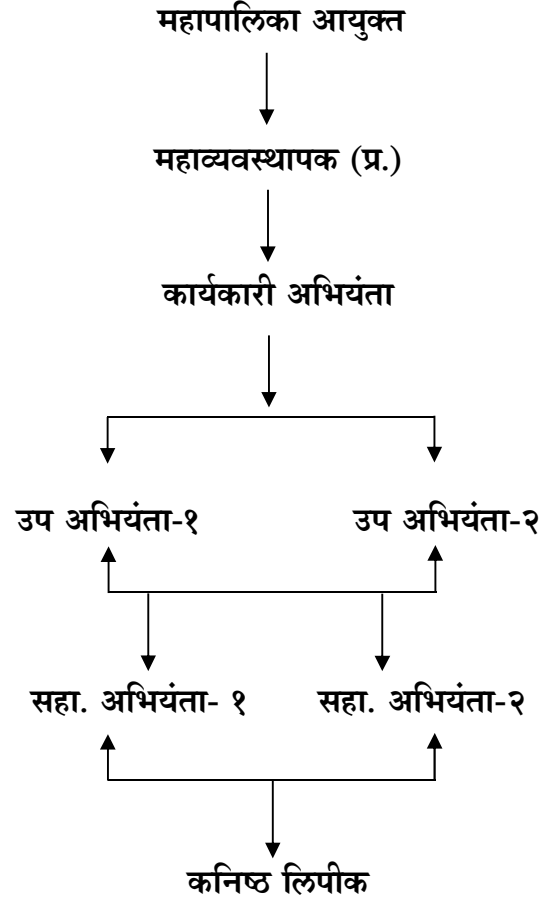 महापालिका आयुक्त
महाव्यवस्थापक (प्र.)
कार्यकारी अभियंता
उप अभियंता-१ उप अभियंता-२
सहा. अभियंता- १ सहा. अभियंता-२
कनिष्ठ लिपीक